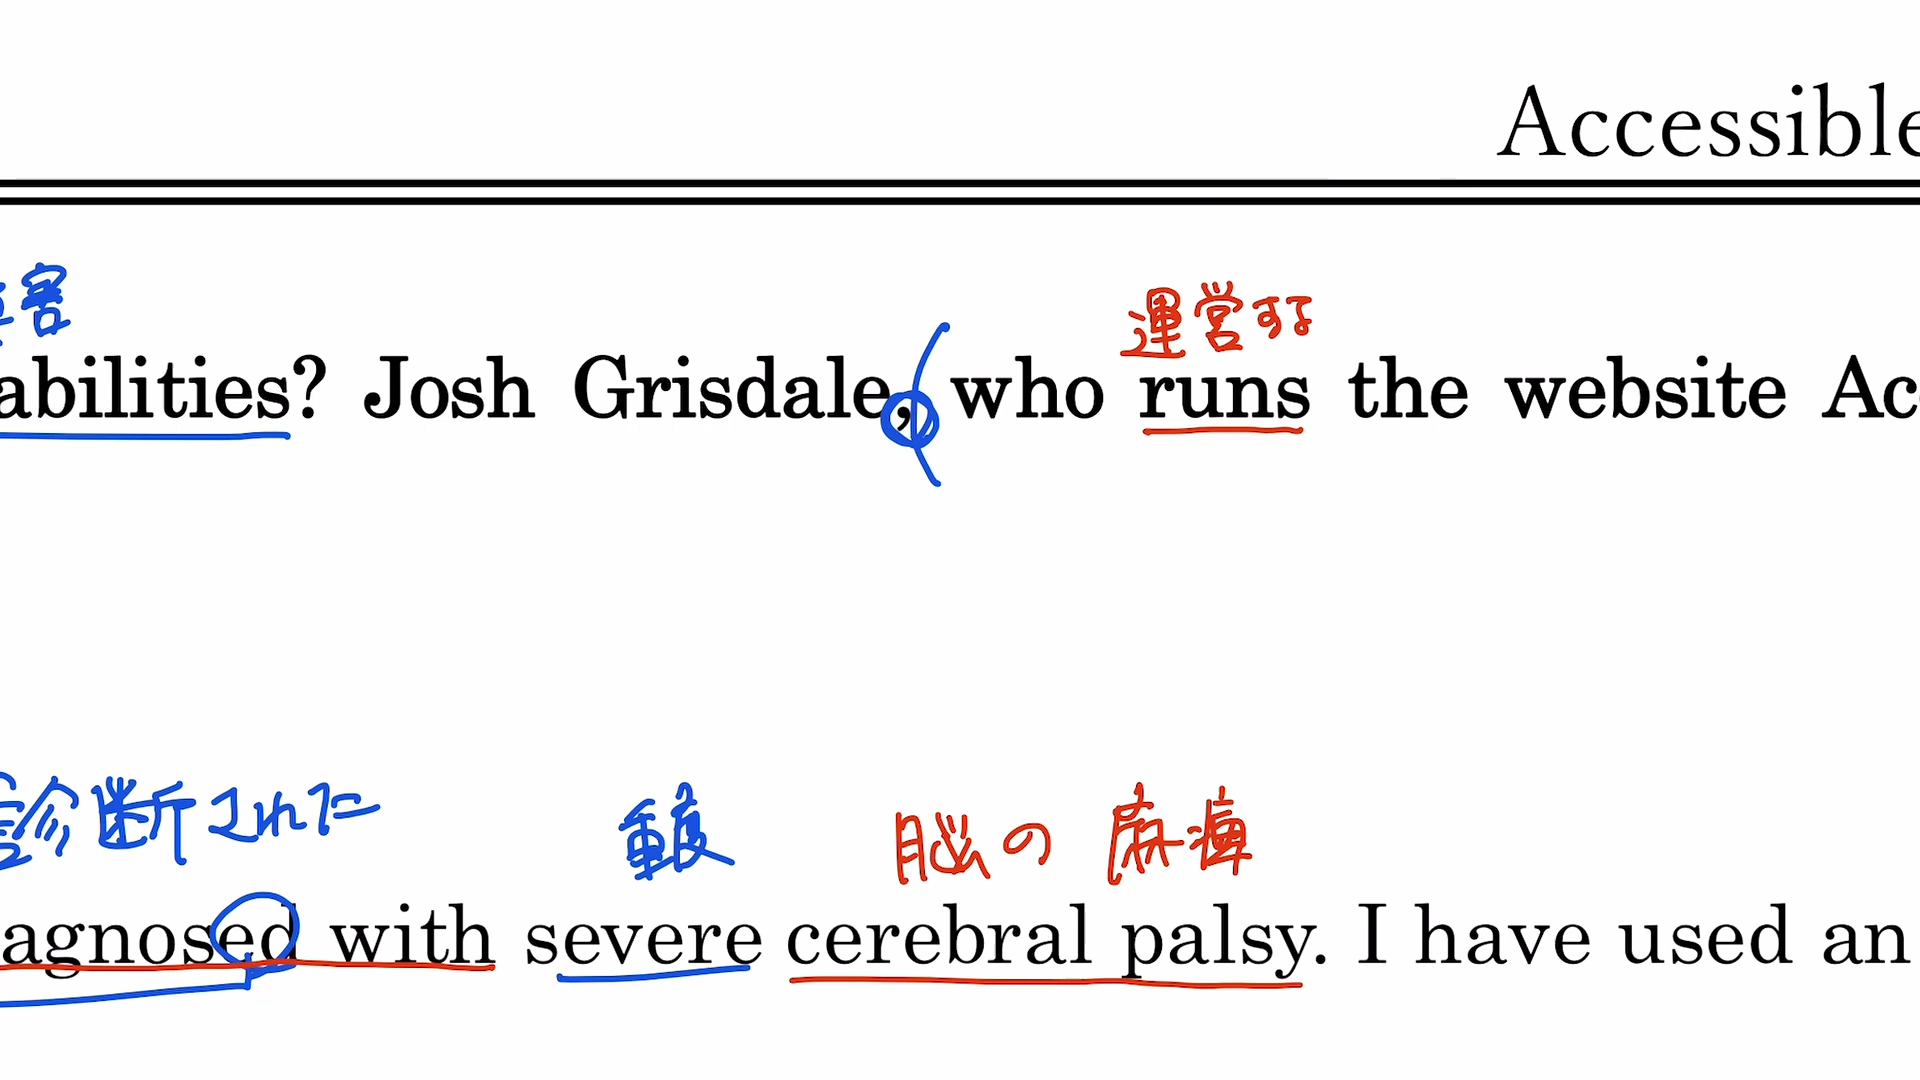 Accessible
害 運営する
abilities? Josh Grisdale, who runs the website Ac
診断された 重度 脳の 麻痺
agnosed with severe cerebral palsy. I have used an